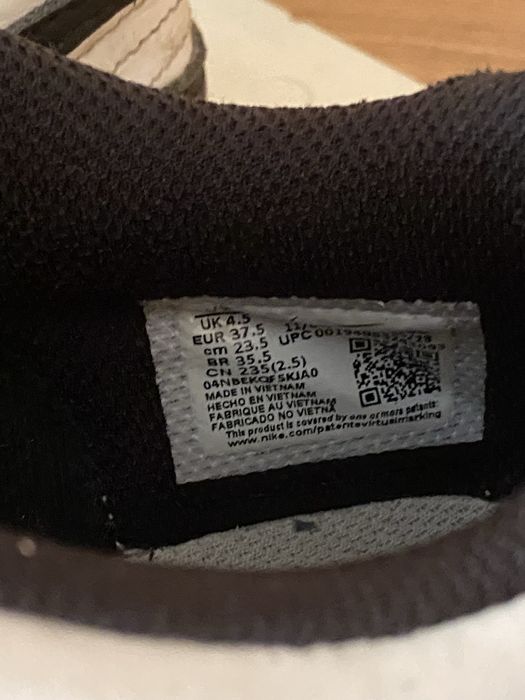 UK 4.5
EUR 37.5
cm 23.5 UPC
BR 35.5
CN 235(2.5)
MADE IN VIETNAM
HECHO EN VIETNAM
FABRIQUE AU VIETNAM
FABRICADO NO VIETNÃ
This product is covered by one or more patents:
www.nike.com/patentsvirtualmarking